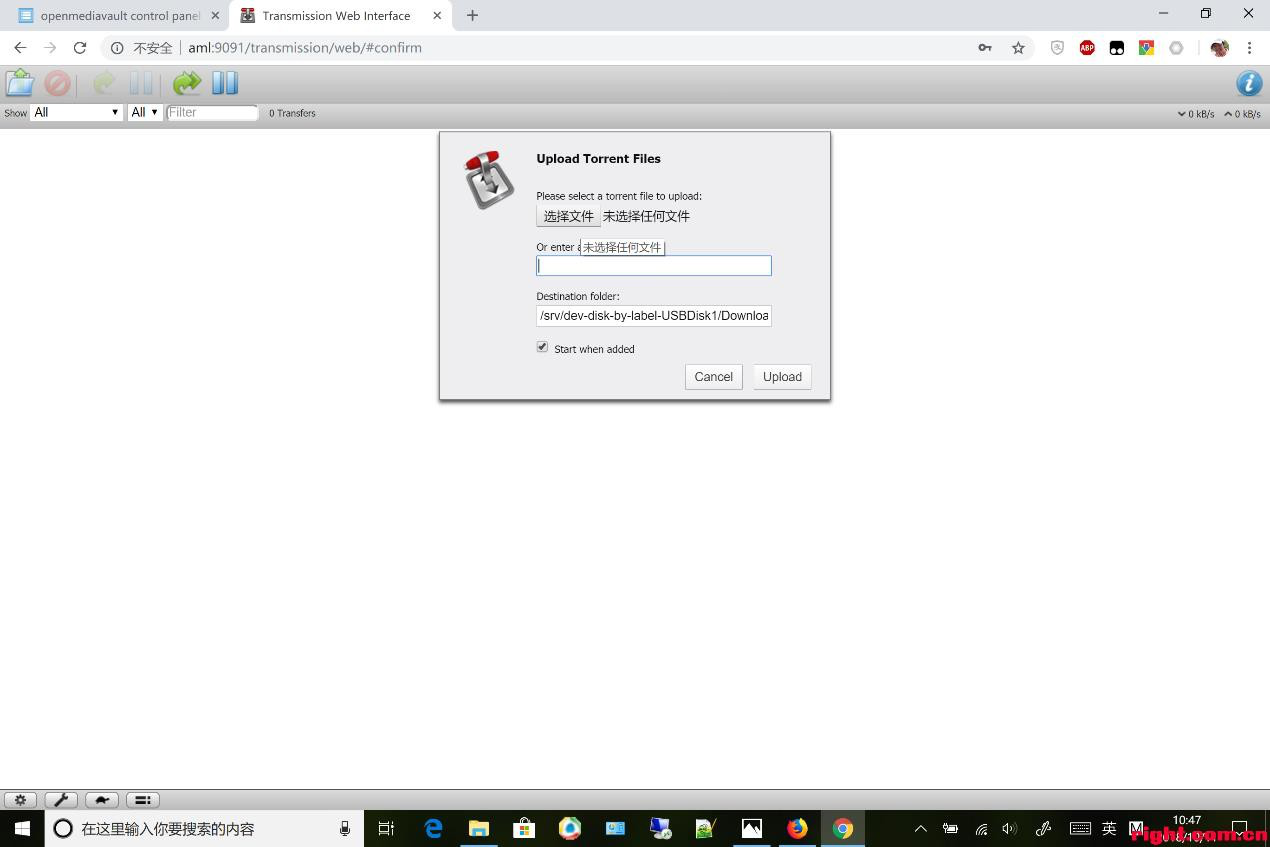 openmediavault control panel
Transmission Web Interface
不安全 aml:9091/transmission/web/#confirm
ABP
Show All All Filter 0 Transfers 0 kB/s 0 kB/s
Upload Torrent Files
Please select a torrent file to upload:
选择文件 未选择任何文件
Or enter
未选择任何文件
Destination folder:
/srv/dev-disk-by-label-USBDisk1/Downloa
Start when added
Cancel Upload
在这里输入你要搜索的内容
英 M
10:47
right.com.cn